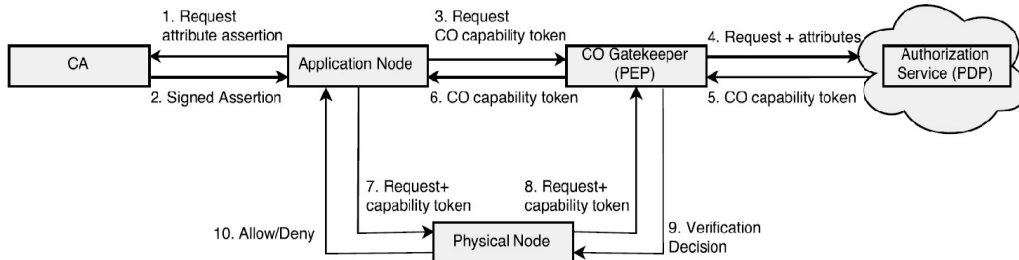 1. Request
attribute assertion
3. Request
CO capability token
4. Request + attributes
CA
Application Node
CO Gatekeeper
(PEP)
Authorization
Service (PDP)
2. Signed Assertion
6. CO capability token
5. CO capability token
7. Request+
capability token
8. Request+
capability token
10. Allow/Deny
9. Verification
Decision
Physical Node